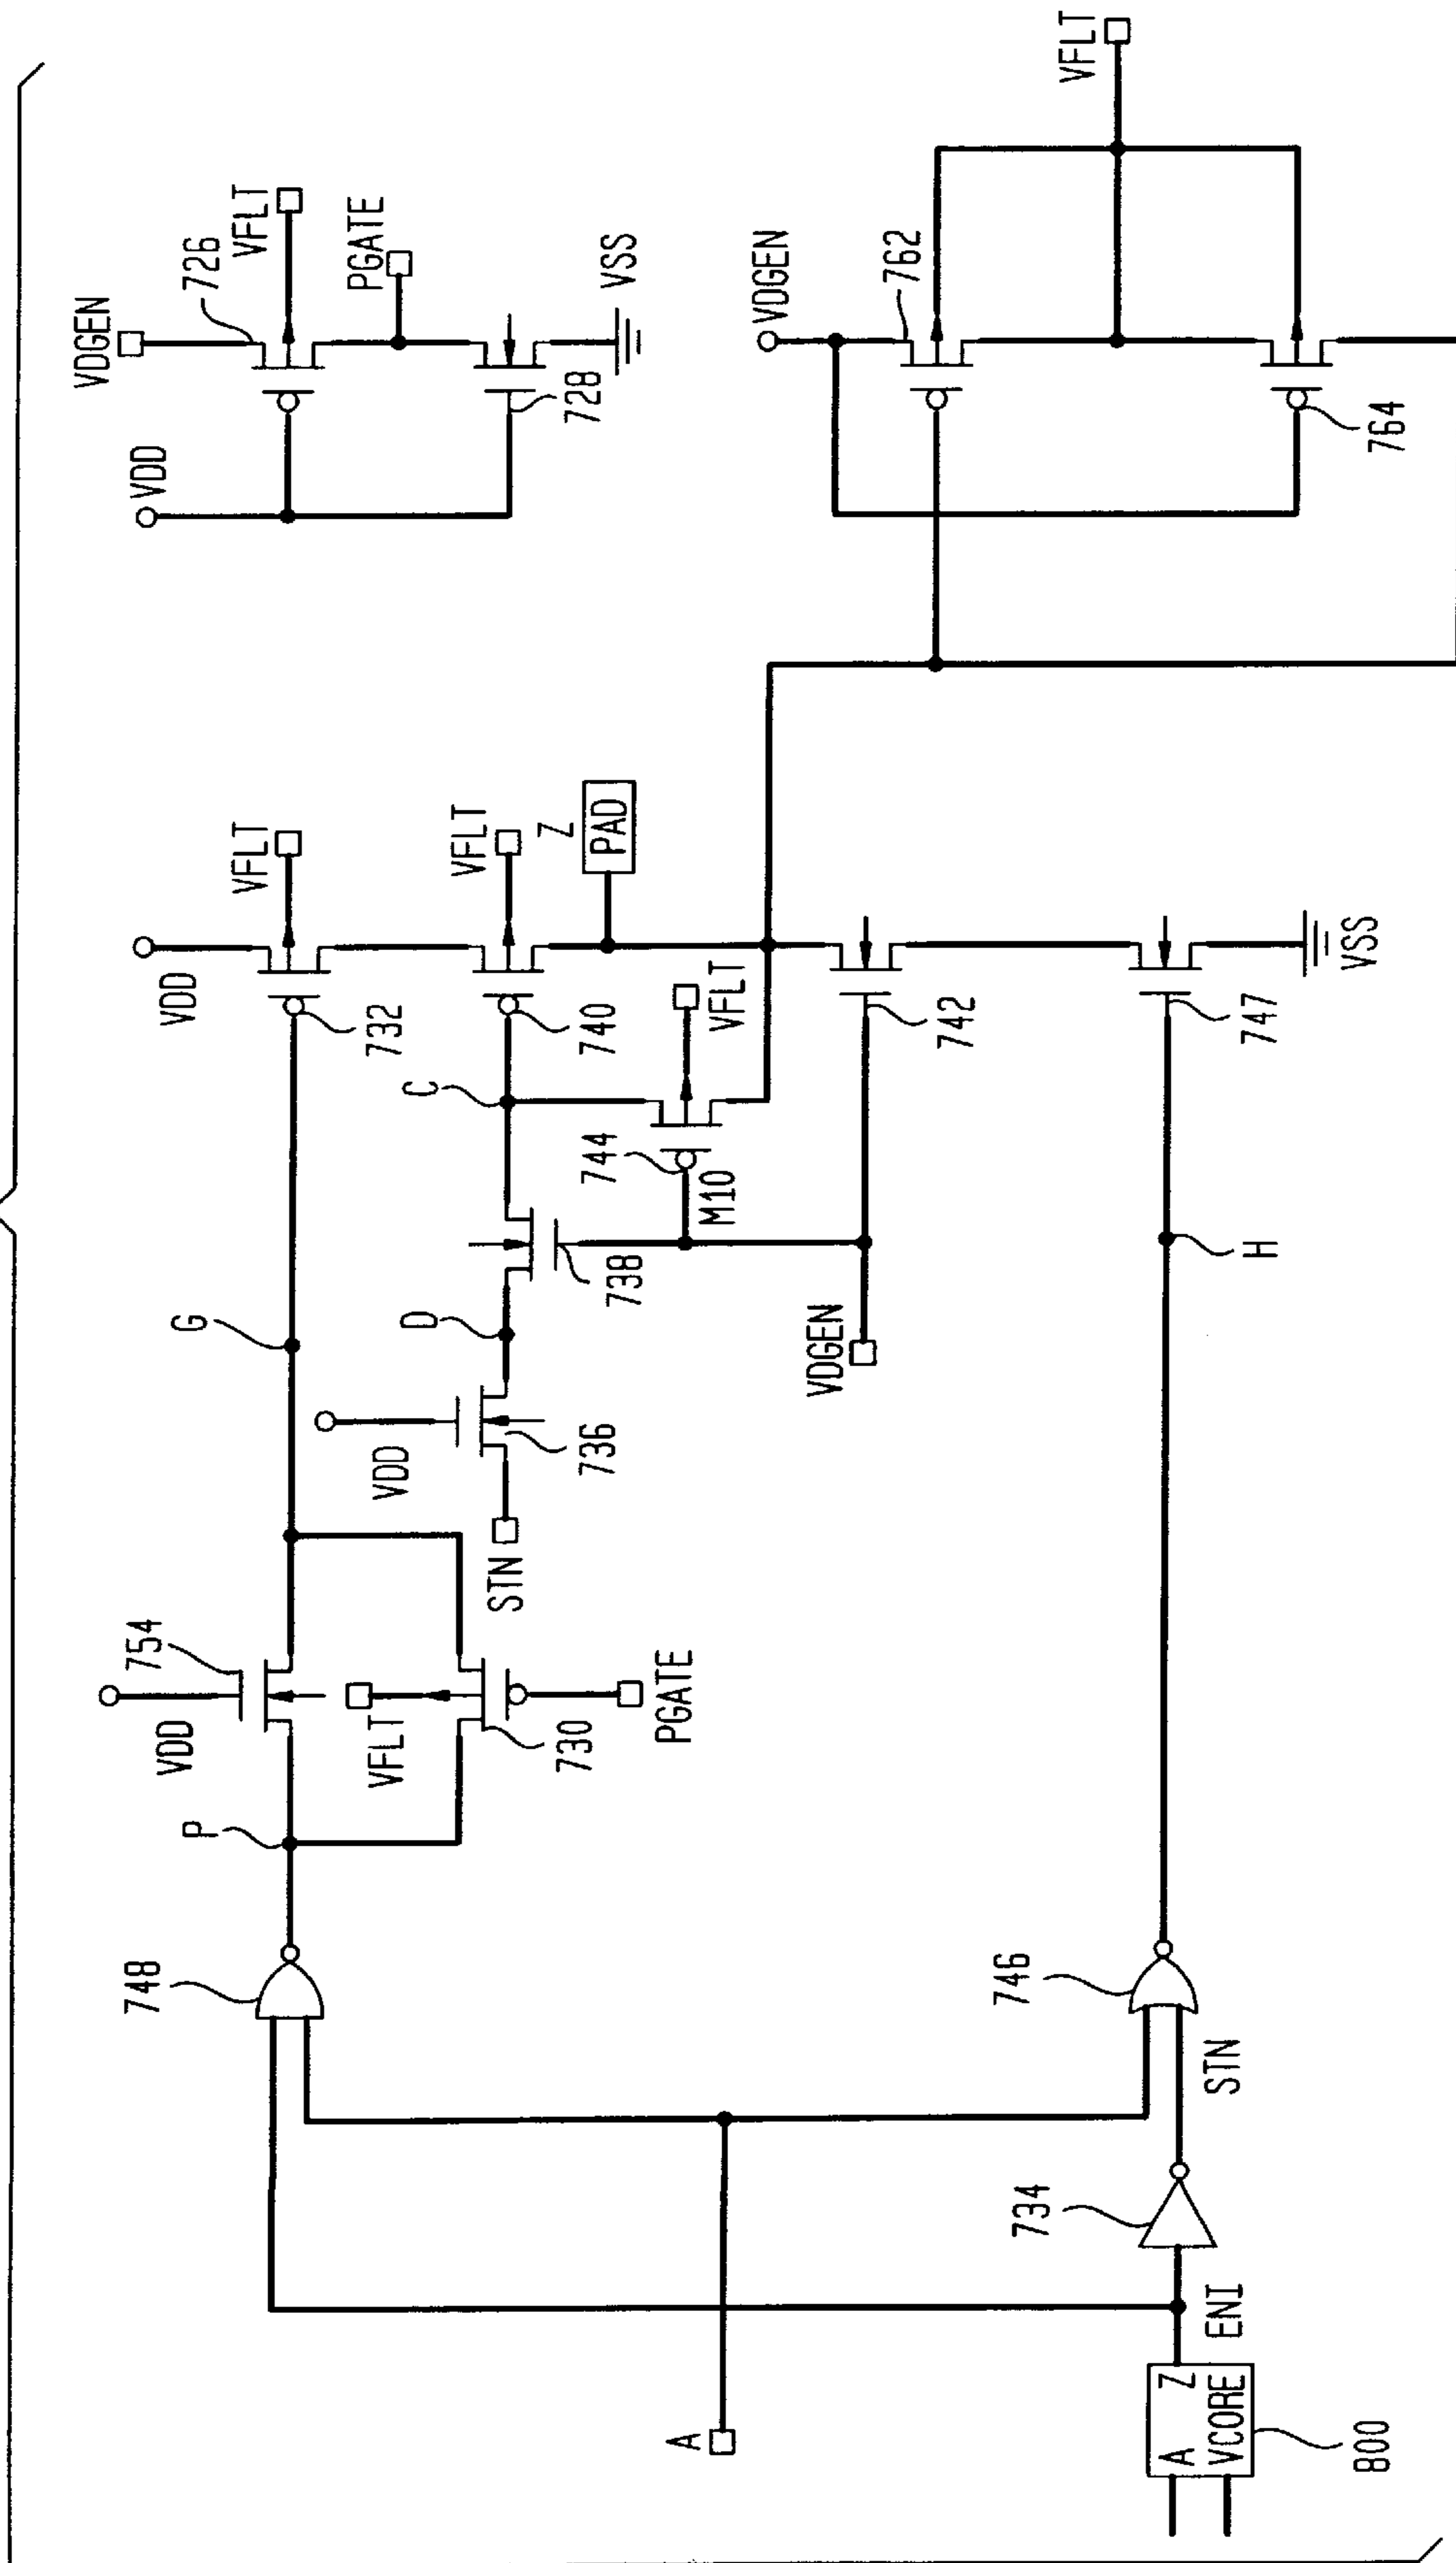 VDGEN
726
VFLT
PGATE
VDD
728
VSS
VDGEN
762
VFLT
764
VDD
VFLT
732
VFLT
Z
PAD
740
C
VFLT
744
M10
742
747
VSS
G
D
738
VDD
736
STN
VDGEN
H
754
VDD
VFLT
730
PGATE
P
748
746
STN
734
ENI
A
A Z
VCORE
800